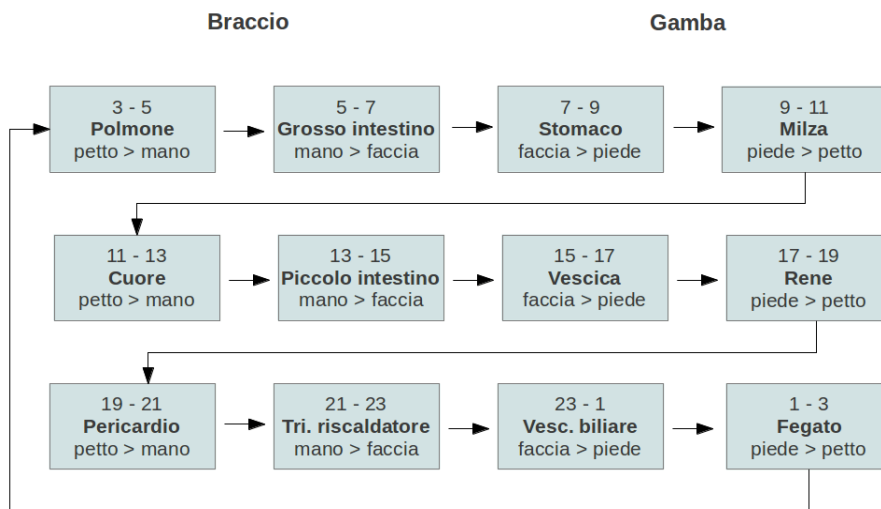 Braccio
Gamba
3 - 5
Polmone
petto > mano
5 - 7
Grosso intestino
mano > faccia
7 - 9
Stomaco
faccia > piede
9 - 11
Milza
piede > petto
11 - 13
Cuore
petto > mano
13 - 15
Piccolo intestino
mano > faccia
15 - 17
Vescica
faccia > piede
17 - 19
Rene
piede > petto
19 - 21
Pericardio
petto > mano
21 - 23
Tri. riscaldatore
mano > faccia
23 - 1
Vesc. biliare
faccia > piede
1 - 3
Fegato
piede > petto